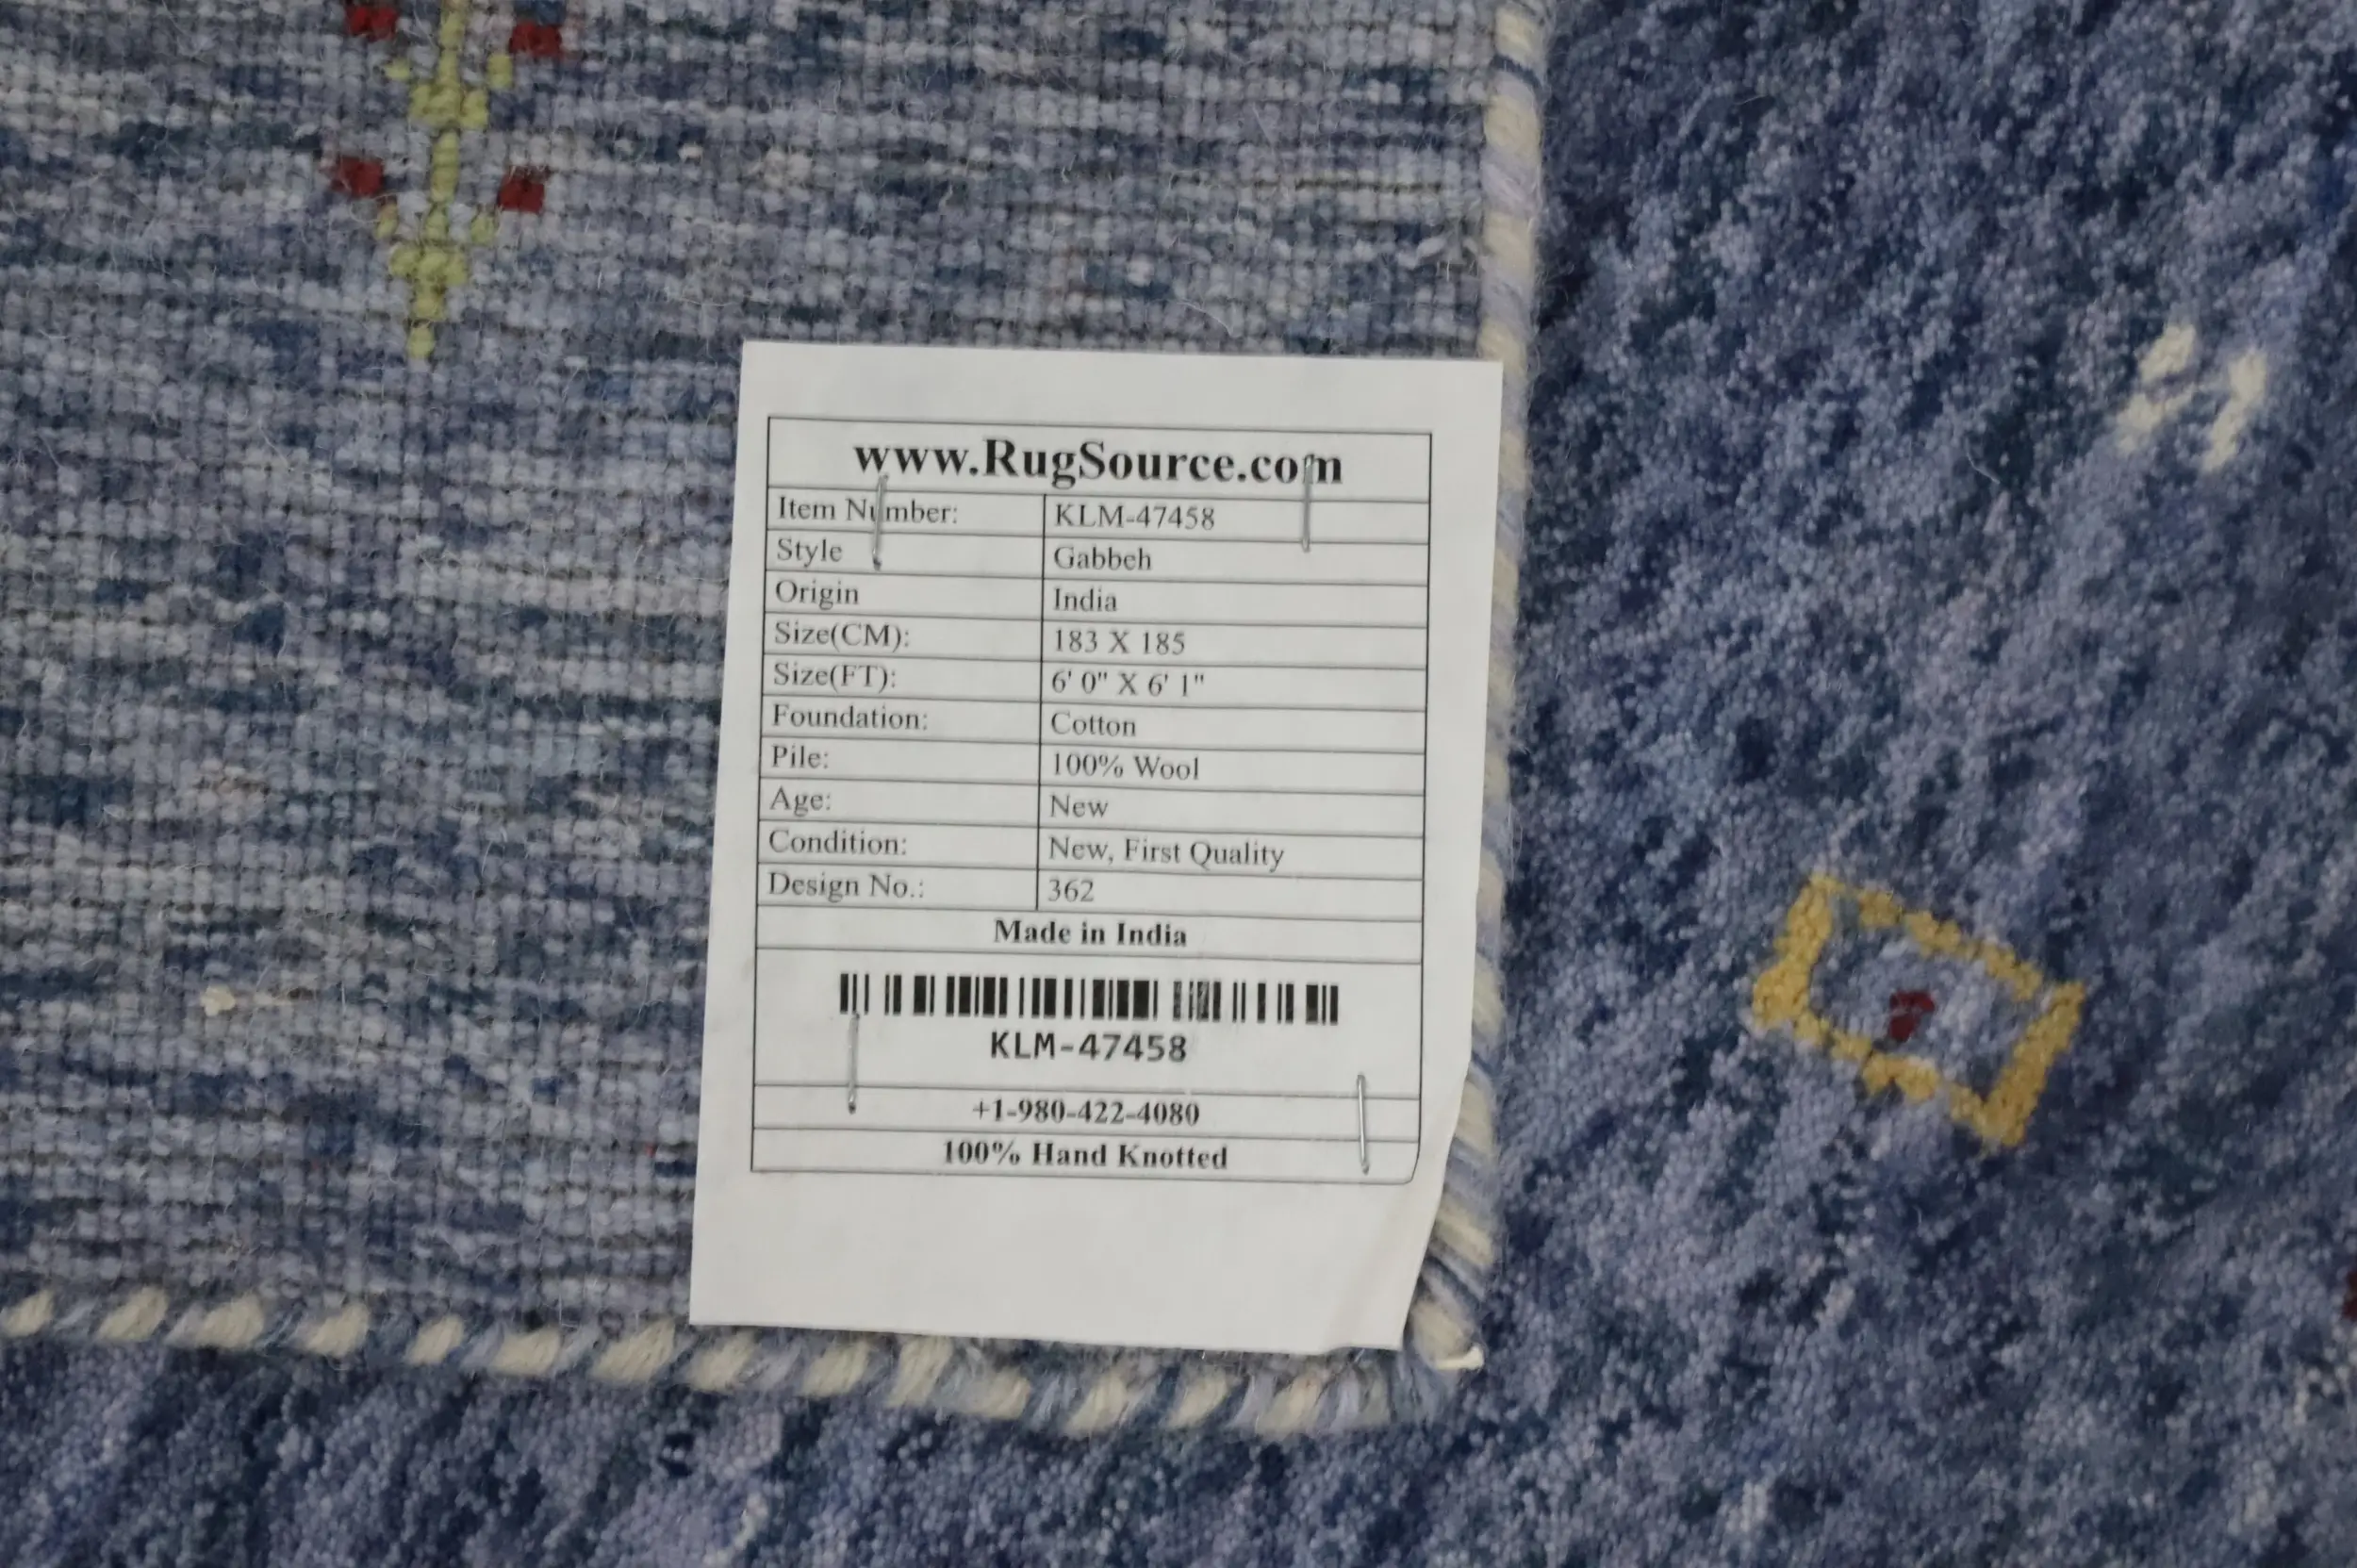 www.RugSource.com
Item Number: KLM-47458
Style Gabbeh
Origin India
Size(CM): 183 X 185
Size(FT): 6' 0" X 6' 1"
Foundation: Cotton
Pile: 100% Wool
Age: New
Condition: New, First Quality
Design No.: 362
Made in India
KLM-47458
+1-980-422-4080
100% Hand Knotted